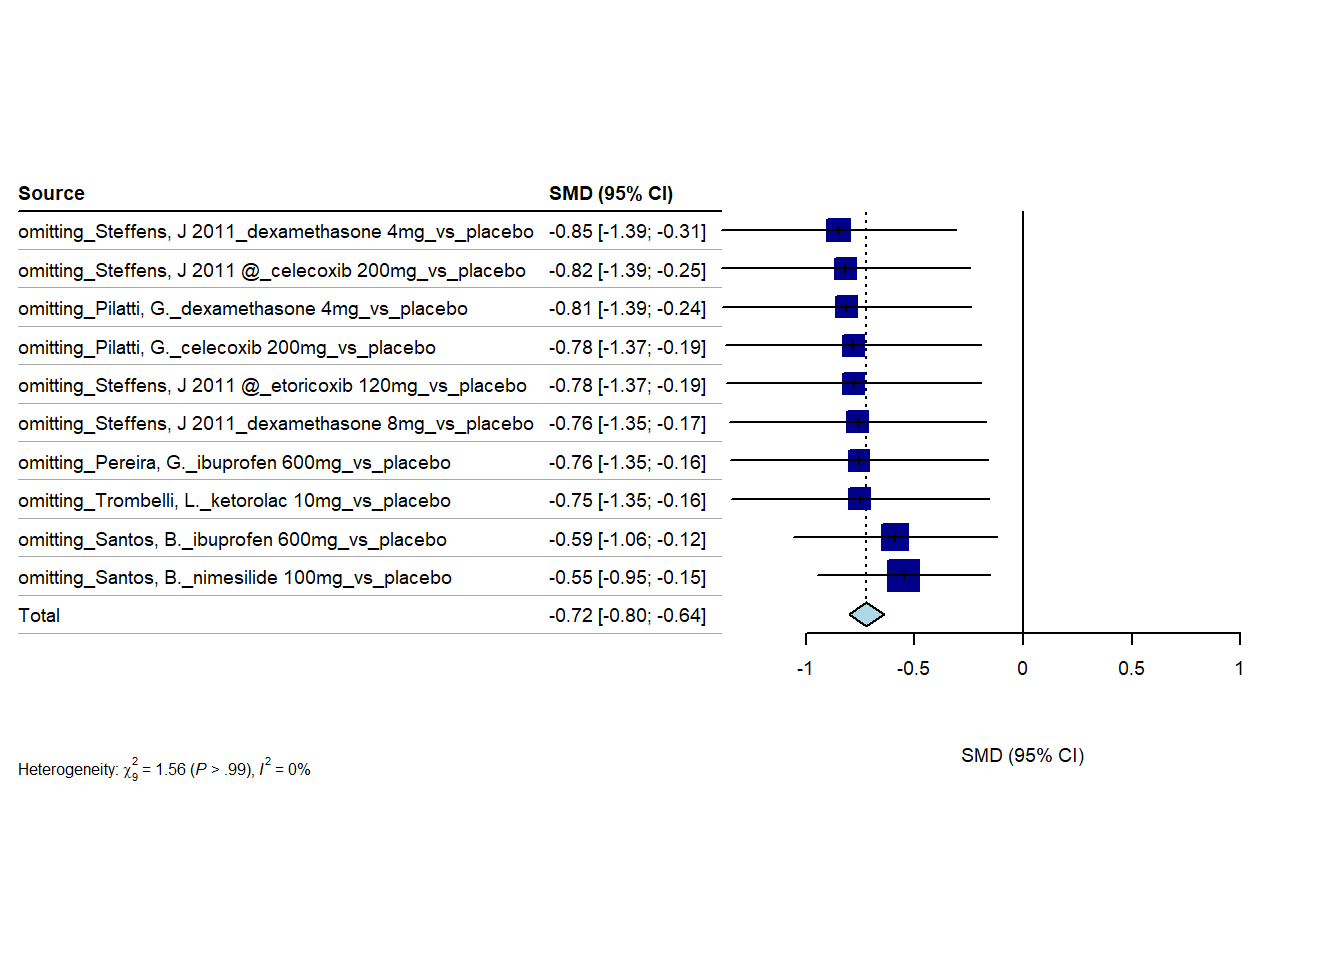 Source SMD (95% CI)
omitting_Steffens, J 2011_dexamethasone 4mg_vs_placebo -0.85 [-1.39; -0.31]
omitting_Steffens, J 2011 @_celecoxib 200mg_vs_placebo -0.82 [-1.39; -0.25]
omitting_Pilatti, G._dexamethasone 4mg_vs_placebo -0.81 [-1.39; -0.24]
omitting_Pilatti, G._celecoxib 200mg_vs_placebo -0.78 [-1.37; -0.19]
omitting_Steffens, J 2011 @_etoricoxib 120mg_vs_placebo -0.78 [-1.37; -0.19]
omitting_Steffens, J 2011_dexamethasone 8mg_vs_placebo -0.76 [-1.35; -0.17]
omitting_Pereira, G._ibuprofen 600mg_vs_placebo -0.76 [-1.35; -0.16]
omitting_Trombelli, L._ketorolac 10mg_vs_placebo -0.75 [-1.35; -0.16]
omitting_Santos, B._ibuprofen 600mg_vs_placebo -0.59 [-1.06; -0.12]
omitting_Santos, B._nimesilide 100mg_vs_placebo -0.55 [-0.95; -0.15]
Total -0.72 [-0.80; -0.64]
-1 -0.5 0 0.5 1
SMD (95% CI)
Heterogeneity: χ²₉ = 1.56 (P > .99), I² = 0%